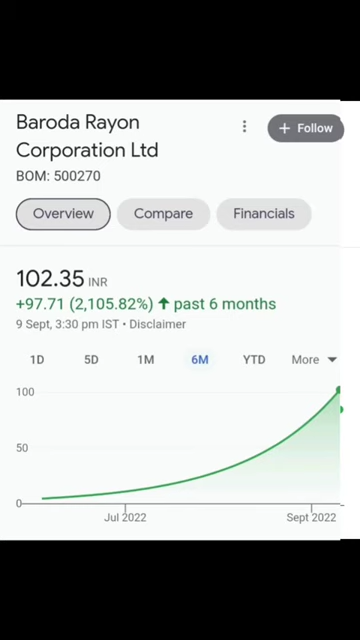 Baroda Rayon
Corporation Ltd
+ Follow
BOM: 500270
Overview
Compare
Financials
102.35 INR
+97.71 (2,105.82%) ↑ past 6 months
9 Sept, 3:30 pm IST • Disclaimer
1D 5D 1M 6M YTD More
100
50
0
Jul 2022 Sept 2022